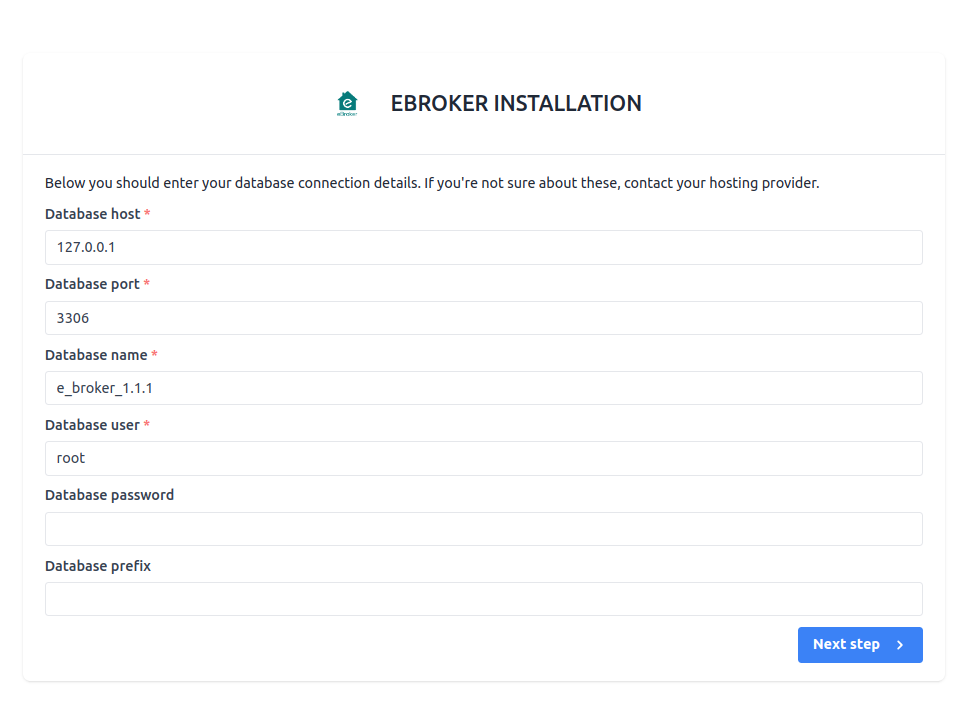 eBroker
EBROKER INSTALLATION
Below you should enter your database connection details. If you're not sure about these, contact your hosting provider.
Database host *
127.0.0.1
Database port *
3306
Database name *
e_broker_1.1.1
Database user *
root
Database password
Database prefix
Next step